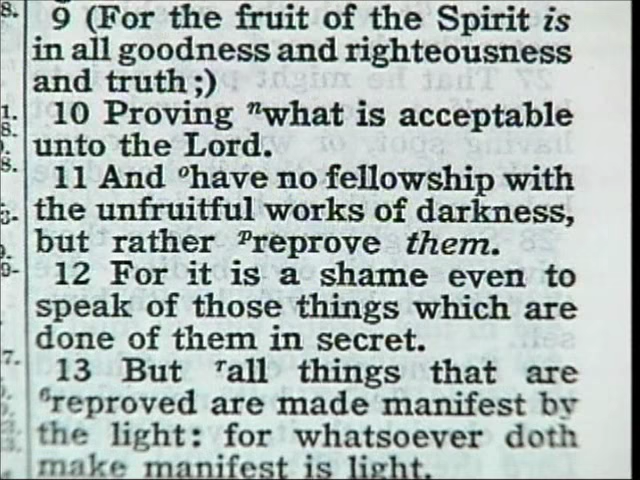 9 (For the fruit of the Spirit is
in all goodness and righteousness
and truth;)
10 Proving ⁿwhat is acceptable
unto the Lord.
11 And ᵒhave no fellowship with
the unfruitful works of darkness,
but rather ᵖreprove them.
12 For it is a shame even to
speak of those things which are
done of them in secret.
13 But ʳall things that are
reproved are made manifest by
the light: for whatsoever doth
make manifest is light.